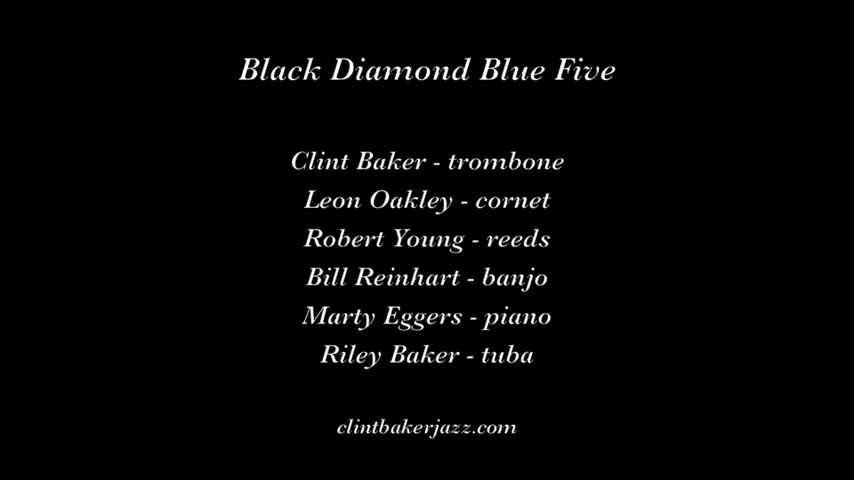 Black Diamond Blue Five
Clint Baker - trombone
Leon Oakley - cornet
Robert Young - reeds
Bill Reinhart - banjo
Marty Eggers - piano
Riley Baker - tuba
clintbakerjazz.com